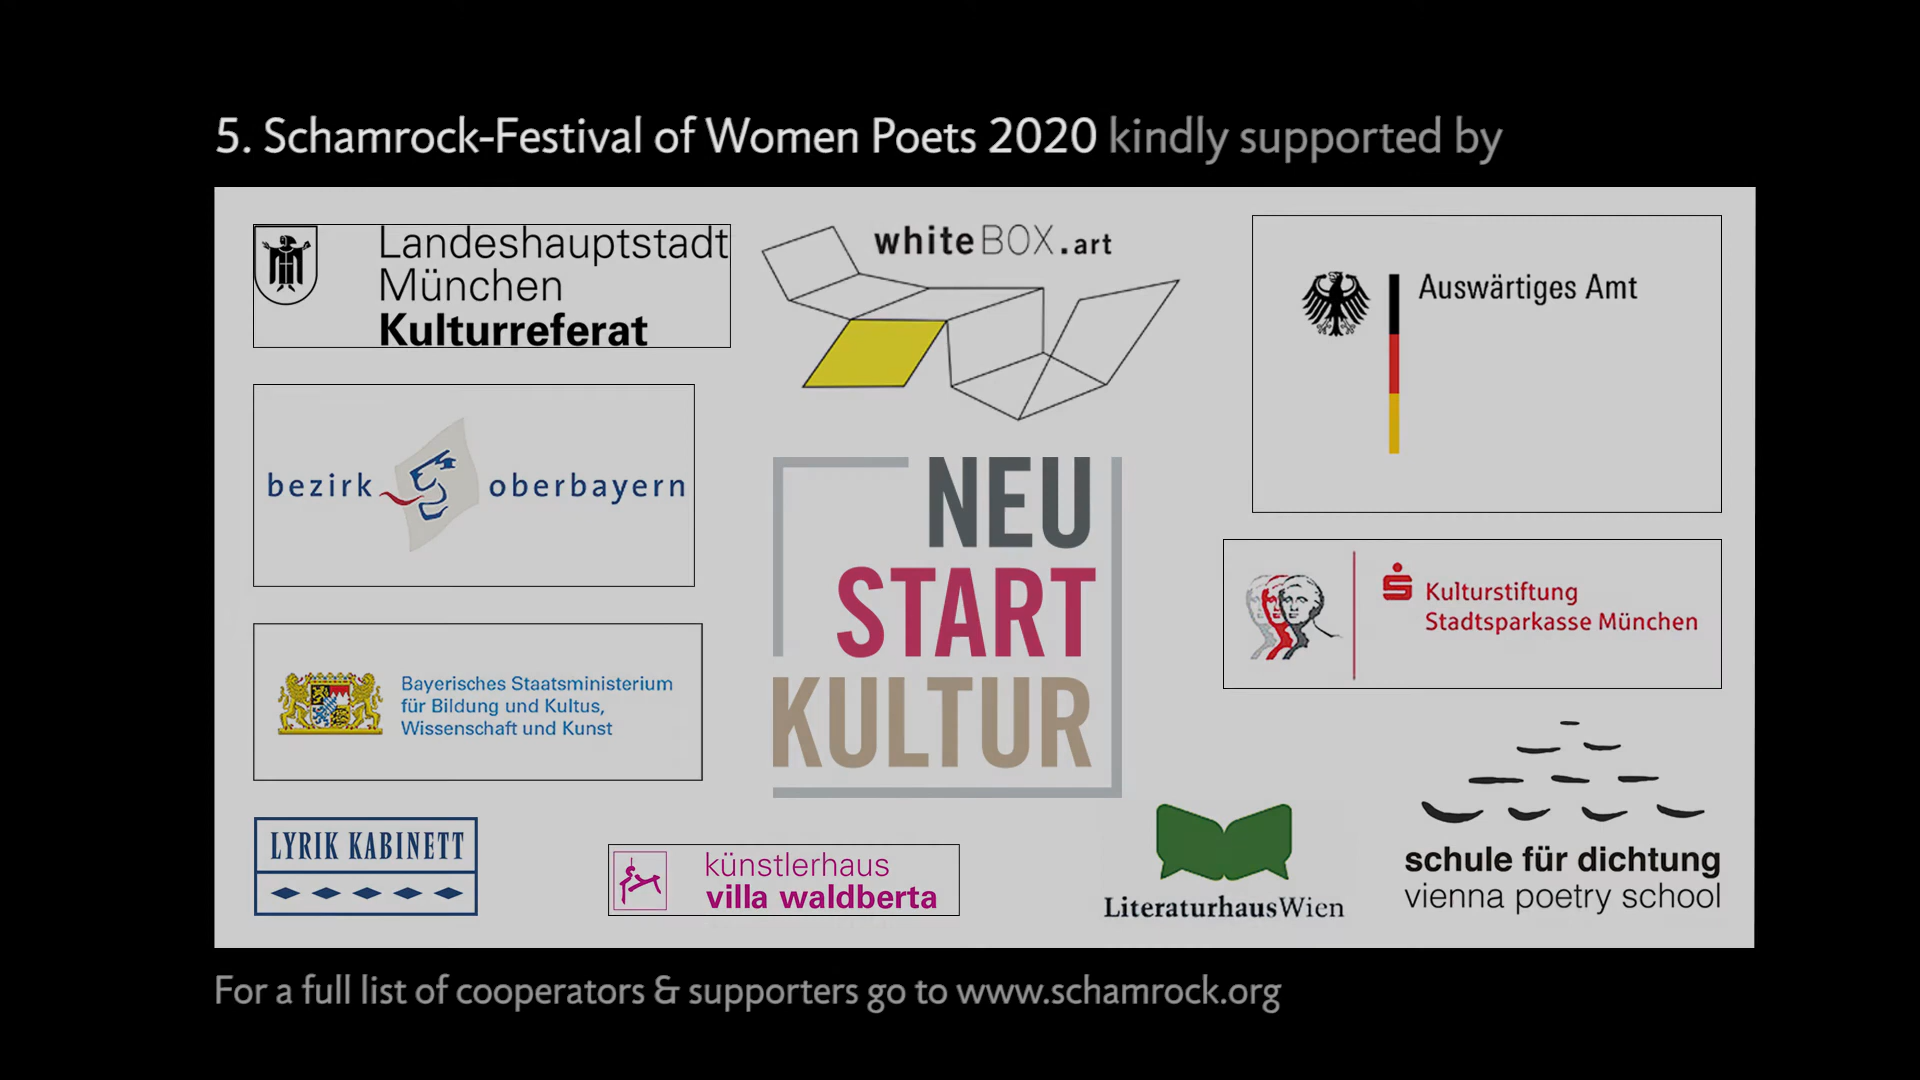 5. Schamrock-Festival of Women Poets 2020 kindly supported by
Landeshauptstadt
München
Kulturreferat
whiteBOX.art
Auswärtiges Amt
bezirk oberbayern
NEU
START
KULTUR
Kulturstiftung
Stadtsparkasse München
Bayerisches Staatsministerium
für Bildung und Kultus,
Wissenschaft und Kunst
LYRIK KABINETT
künstlerhaus
villa waldberta
LiteraturhausWien
schule für dichtung
vienna poetry school
For a full list of cooperators & supporters go to www.schamrock.org